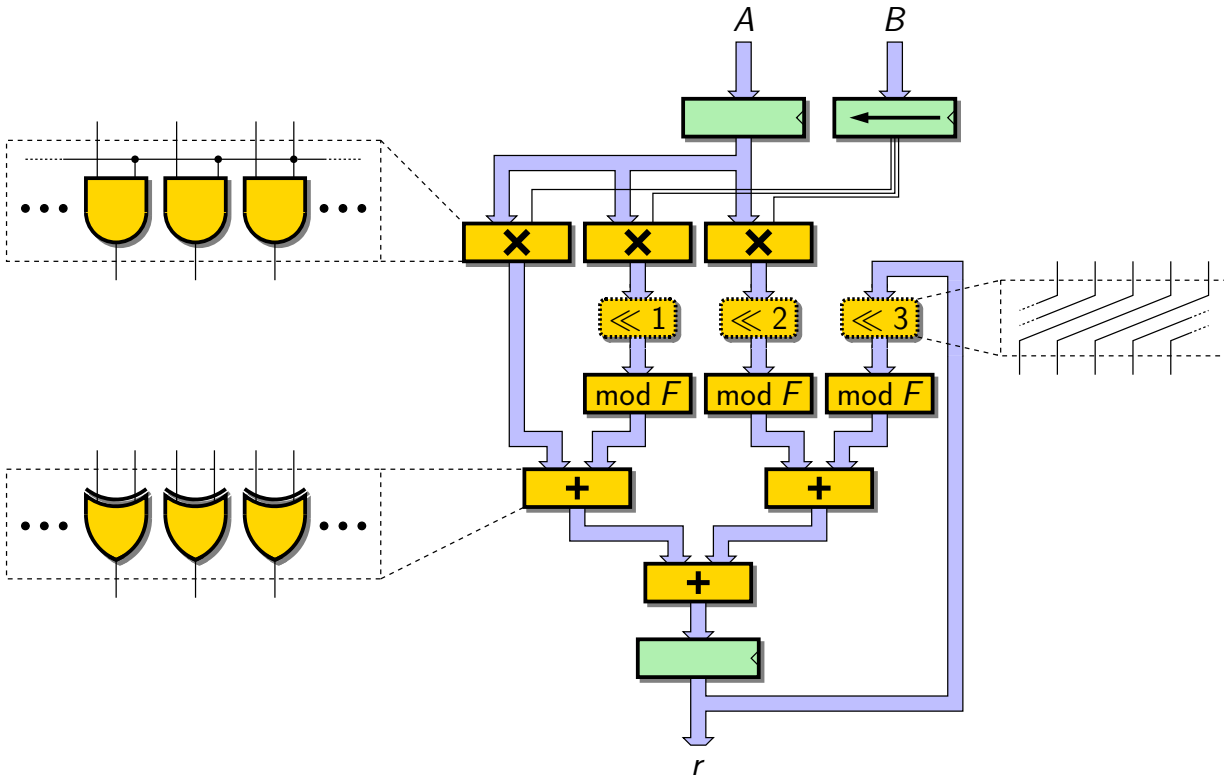 A B
× × ×
≪ 1 ≪ 2 ≪ 3
mod F mod F mod F
+ +
+
r